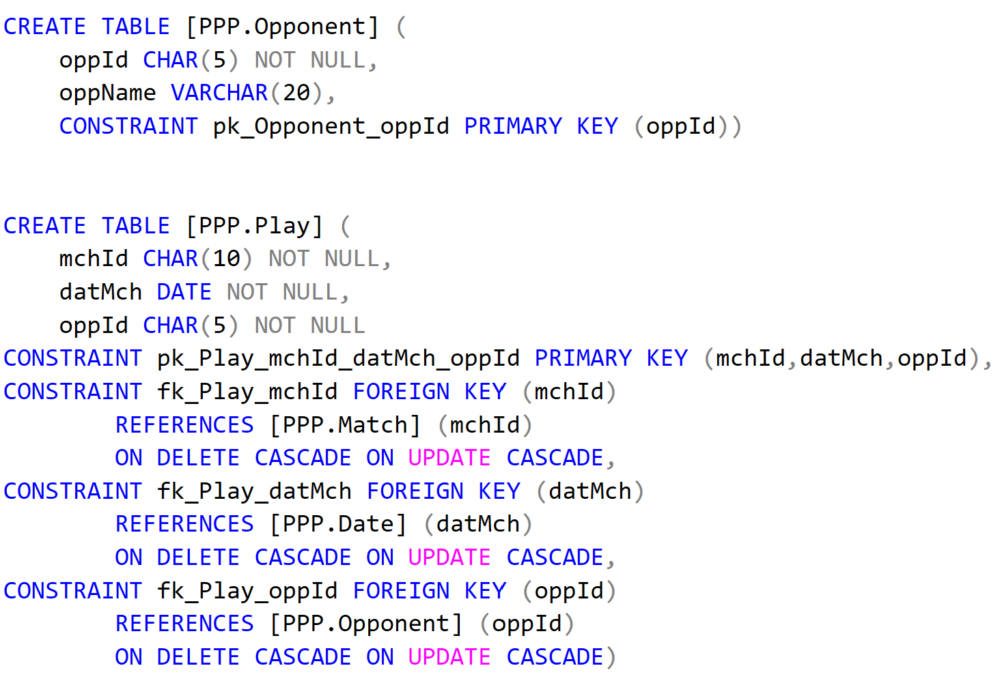 CREATE TABLE [PPP.Opponent] (
    oppId CHAR(5) NOT NULL,
    oppName VARCHAR(20),
    CONSTRAINT pk_Opponent_oppId PRIMARY KEY (oppId))
CREATE TABLE [PPP.Play] (
    mchId CHAR(10) NOT NULL,
    datMch DATE NOT NULL,
    oppId CHAR(5) NOT NULL
CONSTRAINT pk_Play_mchId_datMch_oppId PRIMARY KEY (mchId,datMch,oppId),
CONSTRAINT fk_Play_mchId FOREIGN KEY (mchId)
        REFERENCES [PPP.Match] (mchId)
        ON DELETE CASCADE ON UPDATE CASCADE,
CONSTRAINT fk_Play_datMch FOREIGN KEY (datMch)
        REFERENCES [PPP.Date] (datMch)
        ON DELETE CASCADE ON UPDATE CASCADE,
CONSTRAINT fk_Play_oppId FOREIGN KEY (oppId)
        REFERENCES [PPP.Opponent] (oppId)
        ON DELETE CASCADE ON UPDATE CASCADE)